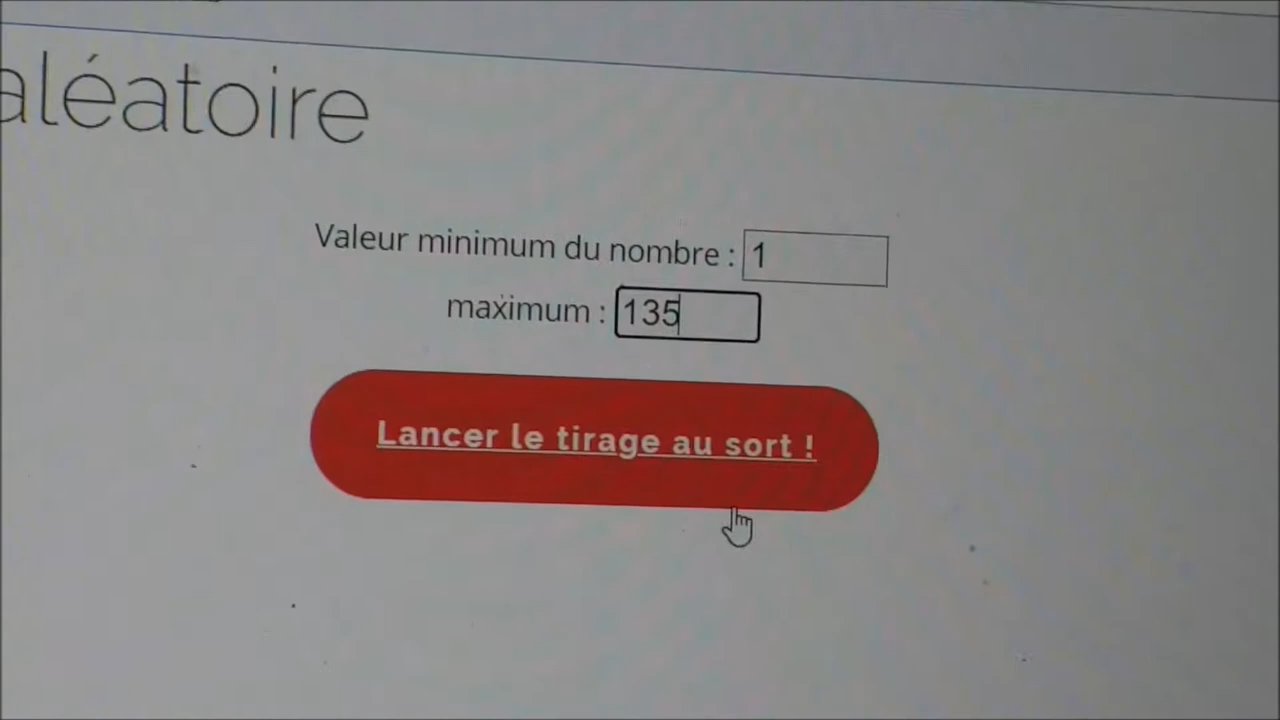 aléatoire
Valeur minimum du nombre : 1
maximum : 135
Lancer le tirage au sort !